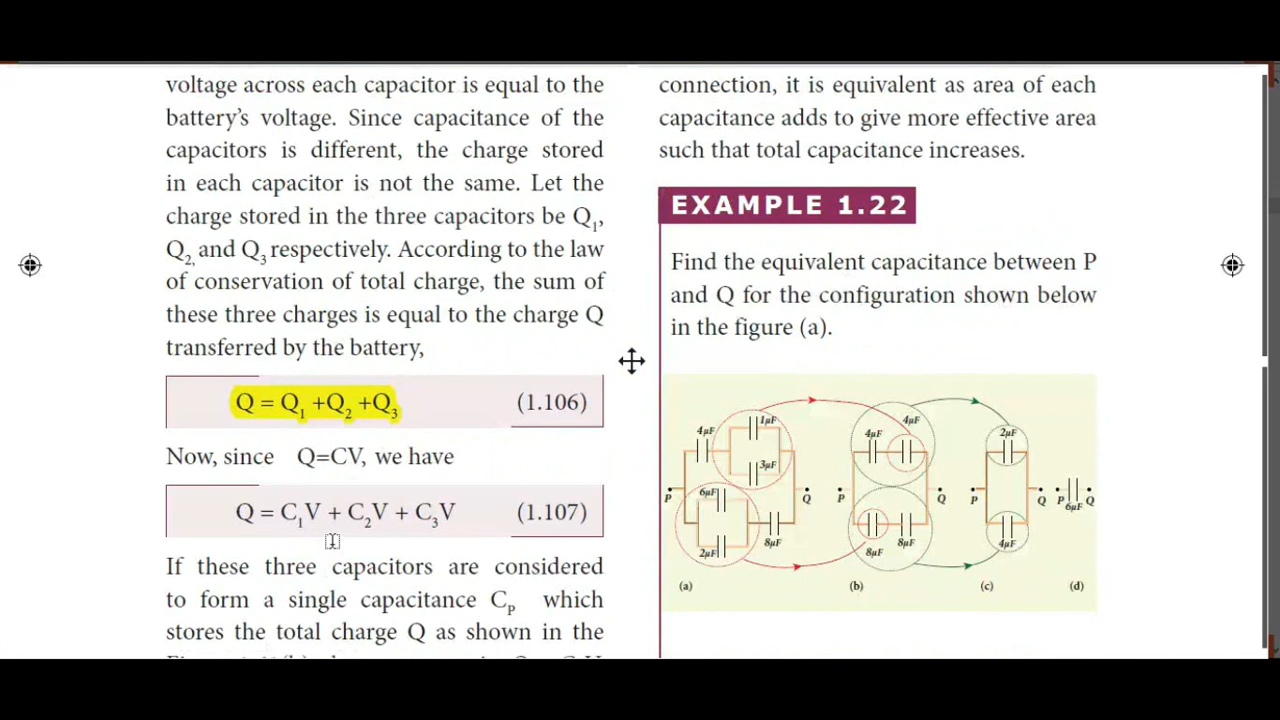 voltage across each capacitor is equal to the
battery's voltage. Since capacitance of the
capacitors is different, the charge stored
in each capacitor is not the same. Let the
charge stored in the three capacitors be Q₁,
Q₂, and Q₃ respectively. According to the law
of conservation of total charge, the sum of
these three charges is equal to the charge Q
transferred by the battery,
Q = Q₁ +Q₂ +Q₃ (1.106)
Now, since Q=CV, we have
Q = C₁V + C₂V + C₃V (1.107)
If these three capacitors are considered
to form a single capacitance Cₚ which
stores the total charge Q as shown in the
connection, it is equivalent as area of each
capacitance adds to give more effective area
such that total capacitance increases.
EXAMPLE 1.22
Find the equivalent capacitance between P
and Q for the configuration shown below
in the figure (a).
4μF 1μF
3μF
P Q
6μF
2μF 8μF
(a)
4μF 4μF
P Q
8μF 8μF
(b)
2μF
P Q
4μF
(c)
P Q
6μF
(d)